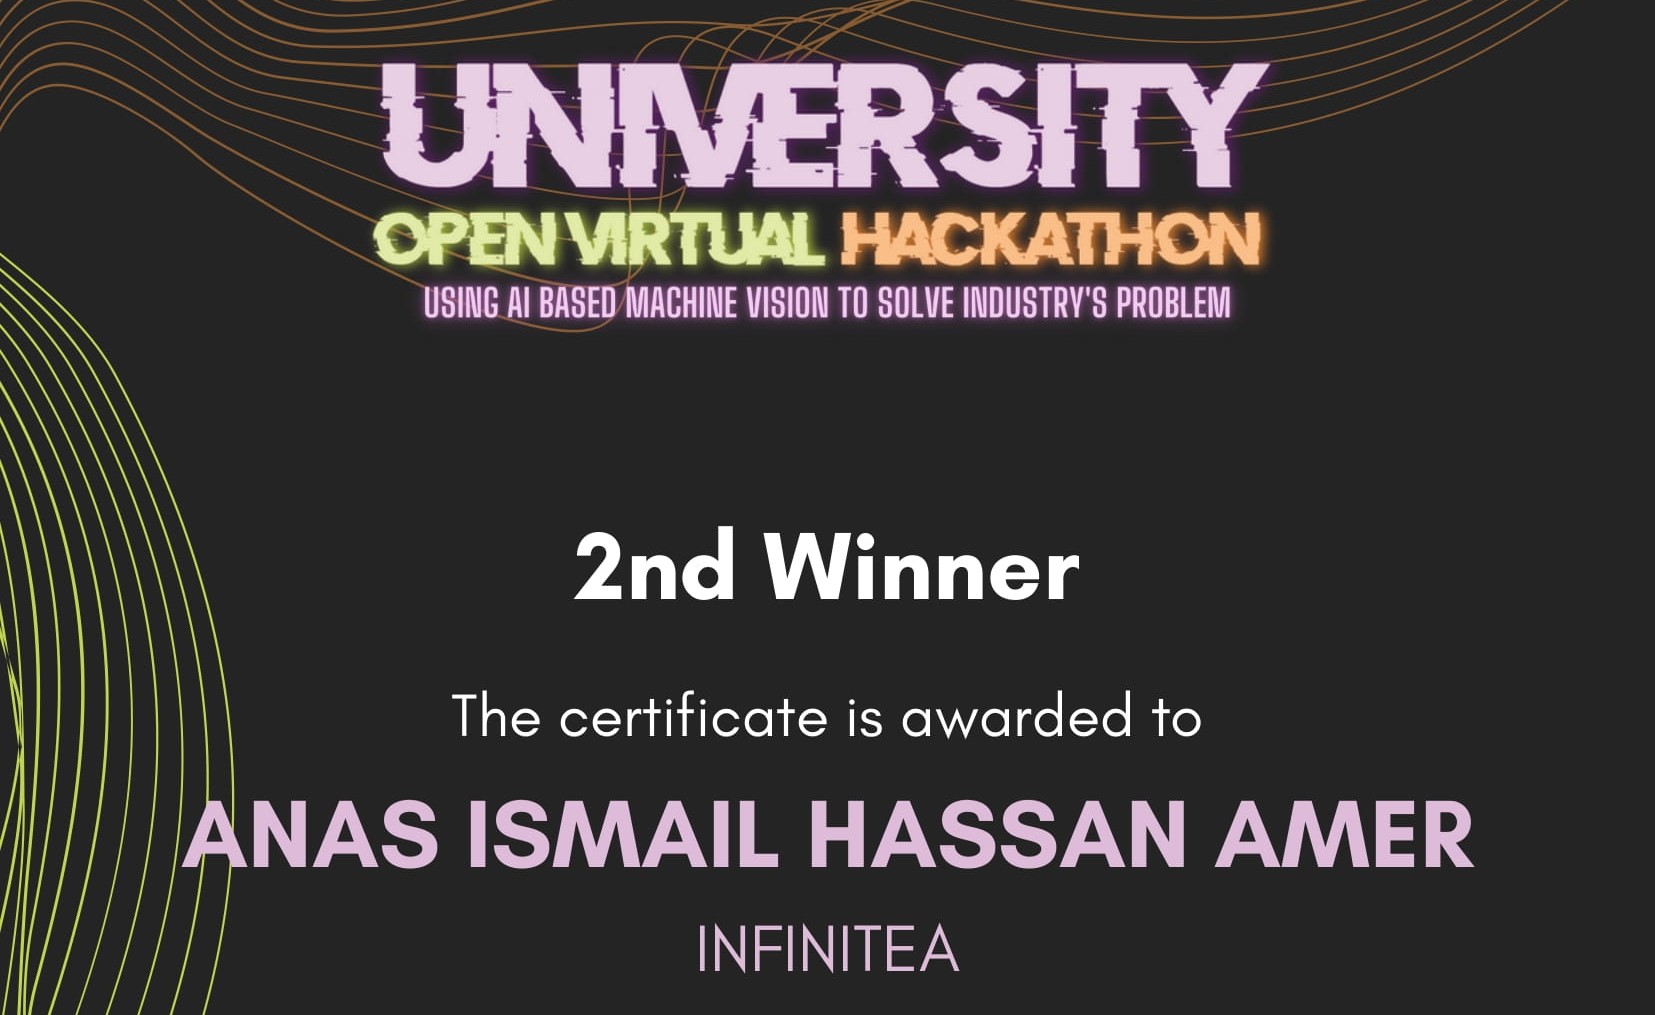 UNIVERSITY
OPEN VIRTUAL HACKATHON
USING AI BASED MACHINE VISION TO SOLVE INDUSTRY'S PROBLEM
2nd Winner
The certificate is awarded to
ANAS ISMAIL HASSAN AMER
INFINITEA